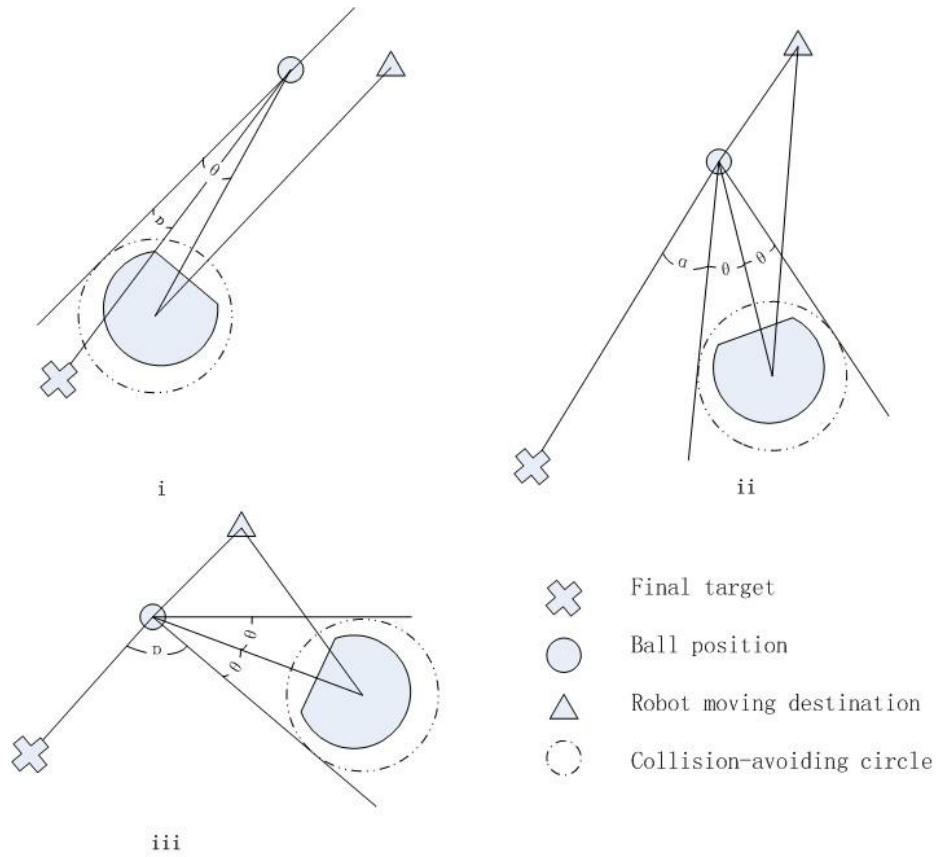 θ
α
α θ θ
i
ii
θ
α θ
iii
Final target
Ball position
Robot moving destination
Collision-avoiding circle